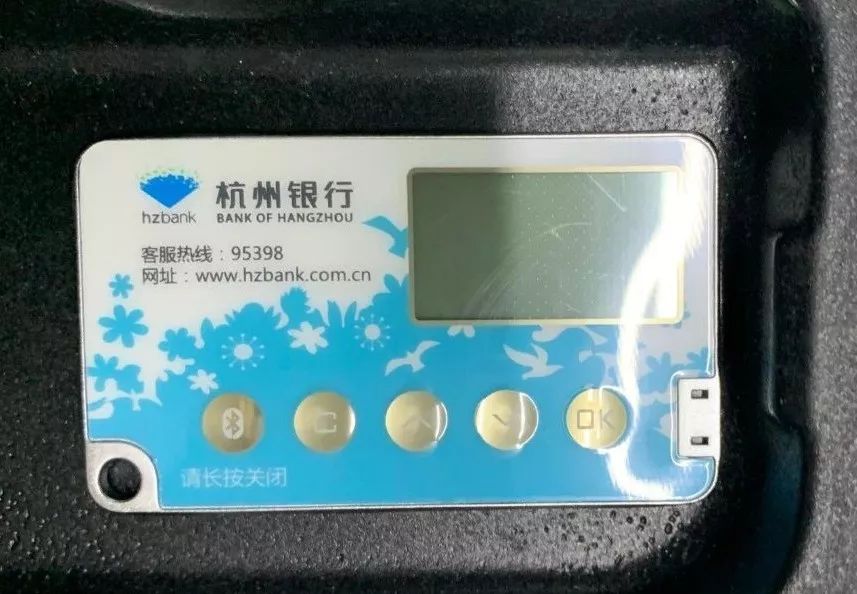 杭州银行
BANK OF HANGZHOU
hzbank
客服热线：95398
网址：www.hzbank.com.cn
OK
请长按关闭